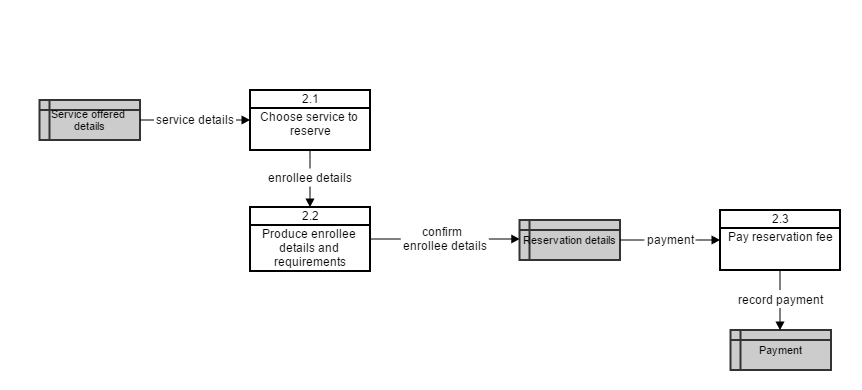 2.1
Service offered
details
service details
Choose service to
reserve
enrollee details
2.2
Produce enrollee
details and
requirements
confirm
enrollee details
Reservation details
payment
2.3
Pay reservation fee
record payment
Payment